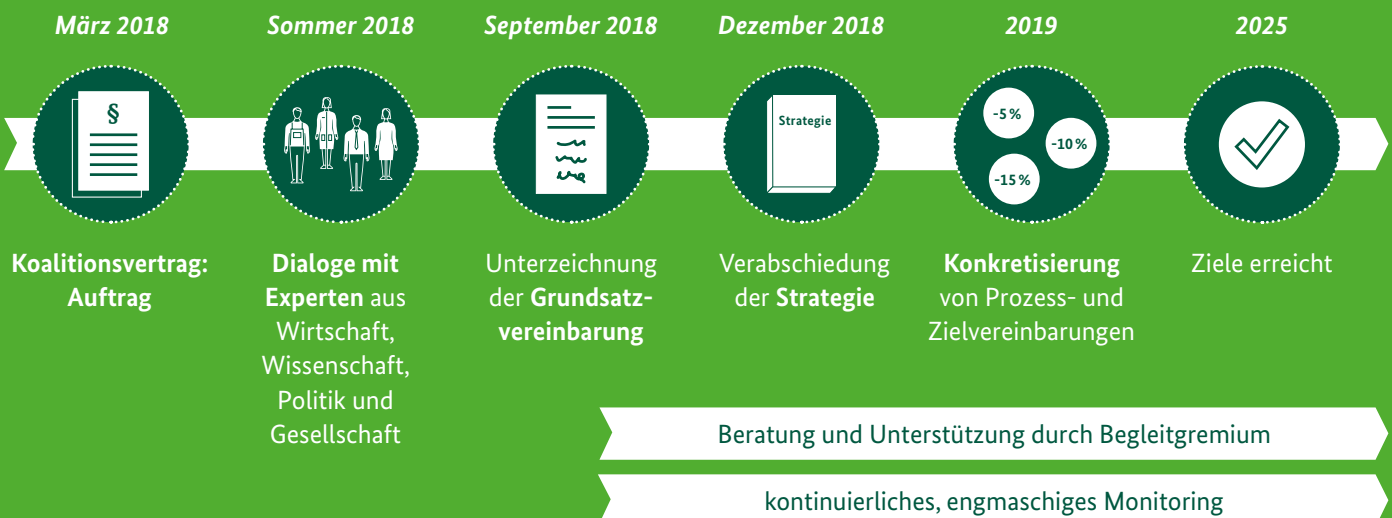 März 2018
Sommer 2018
September 2018
Dezember 2018
2019
2025
§
Strategie
-5 %
-10 %
-15 %
Koalitionsvertrag:
Auftrag
Dialoge mit
Experten aus
Wirtschaft,
Wissenschaft,
Politik und
Gesellschaft
Unterzeichnung
der Grundsatz-
vereinbarung
Verabschiedung
der Strategie
Konkretisierung
von Prozess- und
Zielvereinbarungen
Ziele erreicht
Beratung und Unterstützung durch Begleitgremium
kontinuierliches, engmaschiges Monitoring